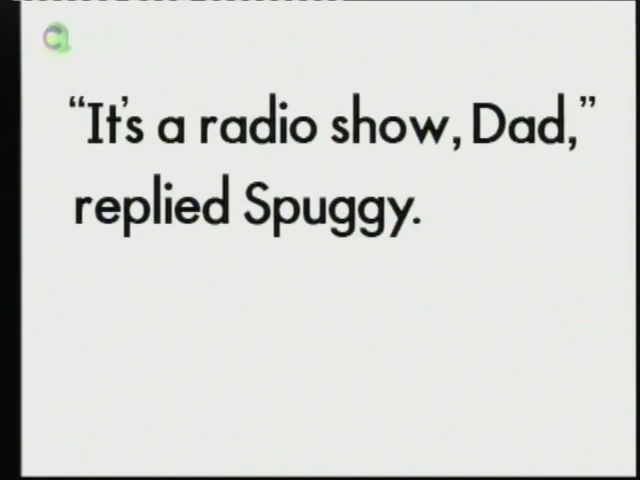 a
“It’s a radio show, Dad,”
replied Spuggy.